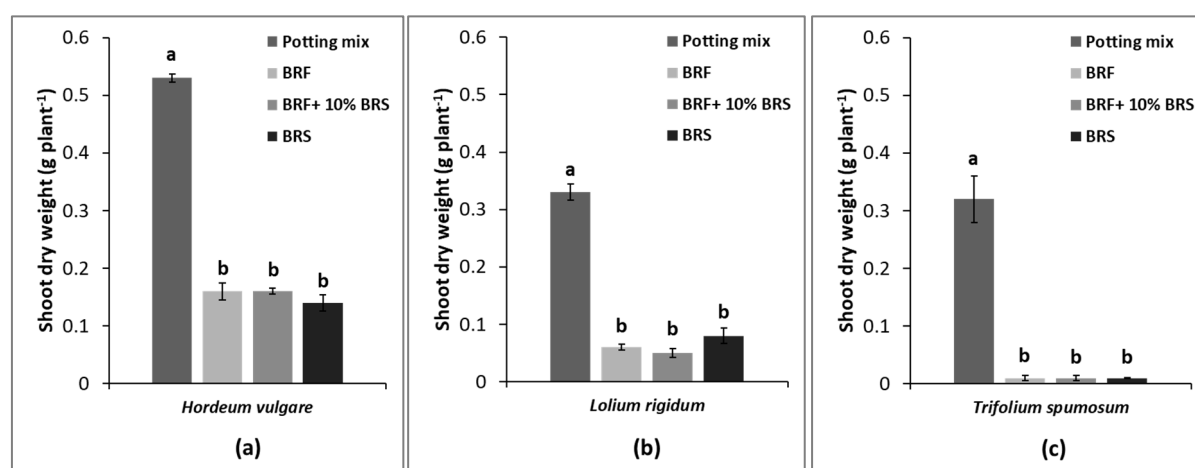 Shoot dry weight (g plant⁻¹)
0.6
0.5
0.4
0.3
0.2
0.1
0
a
b
b
b
Potting mix
BRF
BRF+ 10% BRS
BRS
Hordeum vulgare
(a)
Shoot dry weight (g plant⁻¹)
0.6
0.5
0.4
0.3
0.2
0.1
0
a
b
b
b
Potting mix
BRF
BRF+ 10% BRS
BRS
Lolium rigidum
(b)
Shoot dry weight (g plant⁻¹)
0.6
0.5
0.4
0.3
0.2
0.1
0
a
b
b
b
Potting mix
BRF
BRF+ 10% BRS
BRS
Trifolium spumosum
(c)